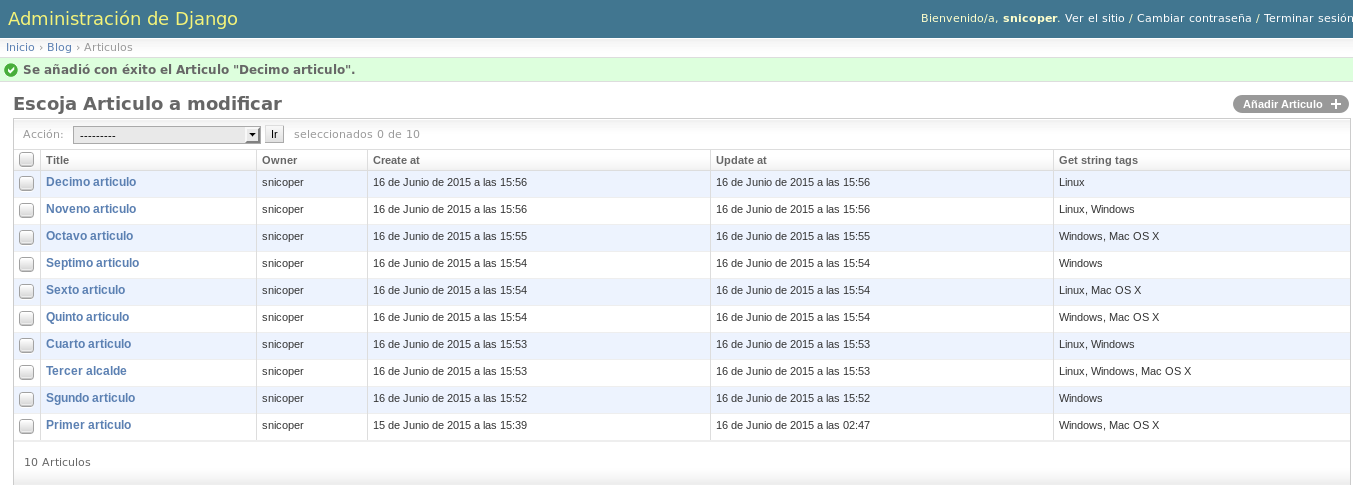 Administración de Django Bienvenido/a, snicoper. Ver el sitio / Cambiar contraseña / Terminar sesión
Inicio › Blog › Articulos
Se añadió con éxito el Articulo "Decimo articulo".
Escoja Articulo a modificar Añadir Articulo +
Acción: --------- Ir seleccionados 0 de 10
Title Owner Create at Update at Get string tags
Decimo articulo snicoper 16 de Junio de 2015 a las 15:56 16 de Junio de 2015 a las 15:56 Linux
Noveno articulo snicoper 16 de Junio de 2015 a las 15:56 16 de Junio de 2015 a las 15:56 Linux, Windows
Octavo articulo snicoper 16 de Junio de 2015 a las 15:55 16 de Junio de 2015 a las 15:55 Windows, Mac OS X
Septimo articulo snicoper 16 de Junio de 2015 a las 15:54 16 de Junio de 2015 a las 15:54 Windows
Sexto articulo snicoper 16 de Junio de 2015 a las 15:54 16 de Junio de 2015 a las 15:54 Linux, Mac OS X
Quinto articulo snicoper 16 de Junio de 2015 a las 15:54 16 de Junio de 2015 a las 15:54 Windows, Mac OS X
Cuarto articulo snicoper 16 de Junio de 2015 a las 15:53 16 de Junio de 2015 a las 15:53 Linux, Windows
Tercer alcalde snicoper 16 de Junio de 2015 a las 15:53 16 de Junio de 2015 a las 15:53 Linux, Windows, Mac OS X
Sgundo articulo snicoper 16 de Junio de 2015 a las 15:52 16 de Junio de 2015 a las 15:52 Windows
Primer articulo snicoper 15 de Junio de 2015 a las 15:39 16 de Junio de 2015 a las 02:47 Windows, Mac OS X
10 Articulos